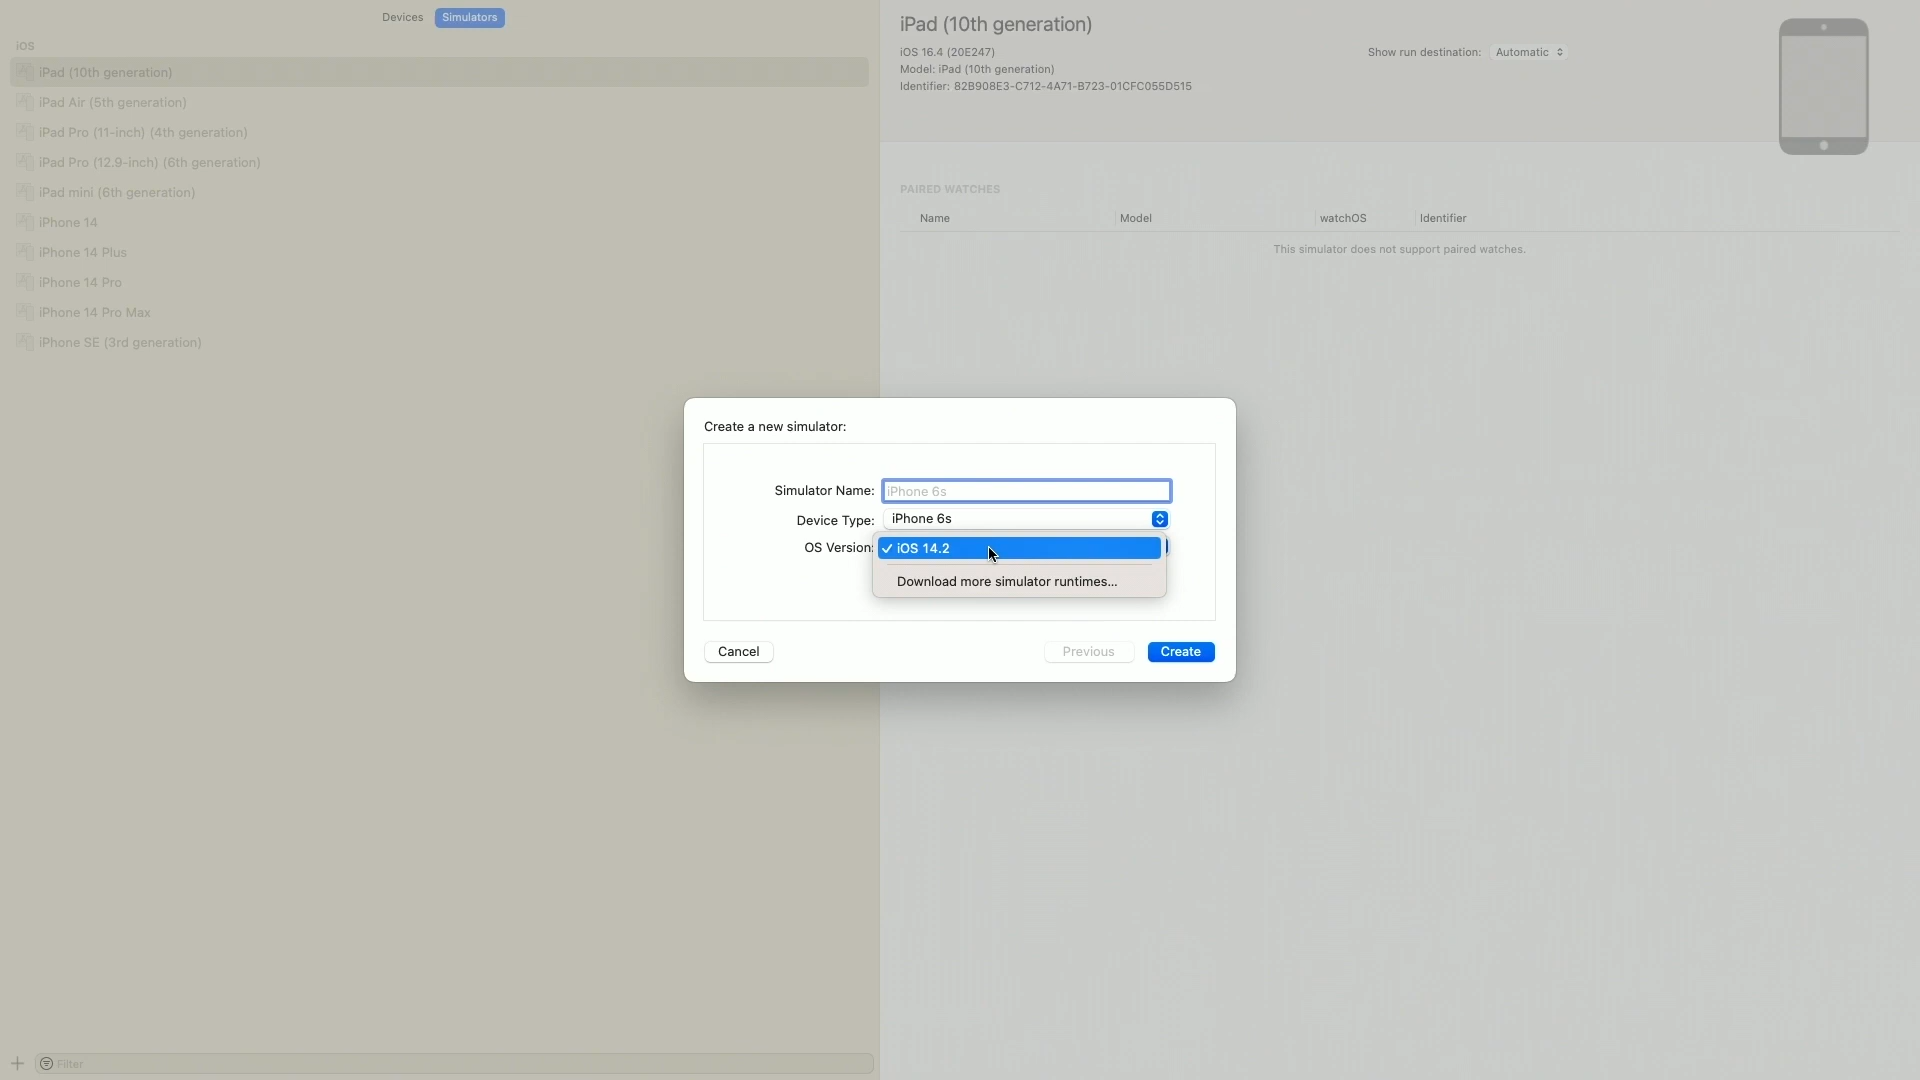 Devices
Simulators
iOS
iPad (10th generation)
iPad Air (5th generation)
iPad Pro (11-inch) (4th generation)
iPad Pro (12.9-inch) (6th generation)
iPad mini (6th generation)
iPhone 14
iPhone 14 Plus
iPhone 14 Pro
iPhone 14 Pro Max
iPhone SE (3rd generation)
Filter
iPad (10th generation)
iOS 16.4 (20E247)
Model: iPad (10th generation)
Identifier: 82B908E3-C712-4A71-B723-01CFC055D515
Show run destination: Automatic
PAIRED WATCHES
Name Model watchOS Identifier
This simulator does not support paired watches.
Create a new simulator:
Simulator Name: iPhone 6s
Device Type: iPhone 6s
OS Version: iOS 14.2
Download more simulator runtimes...
Cancel Previous Create